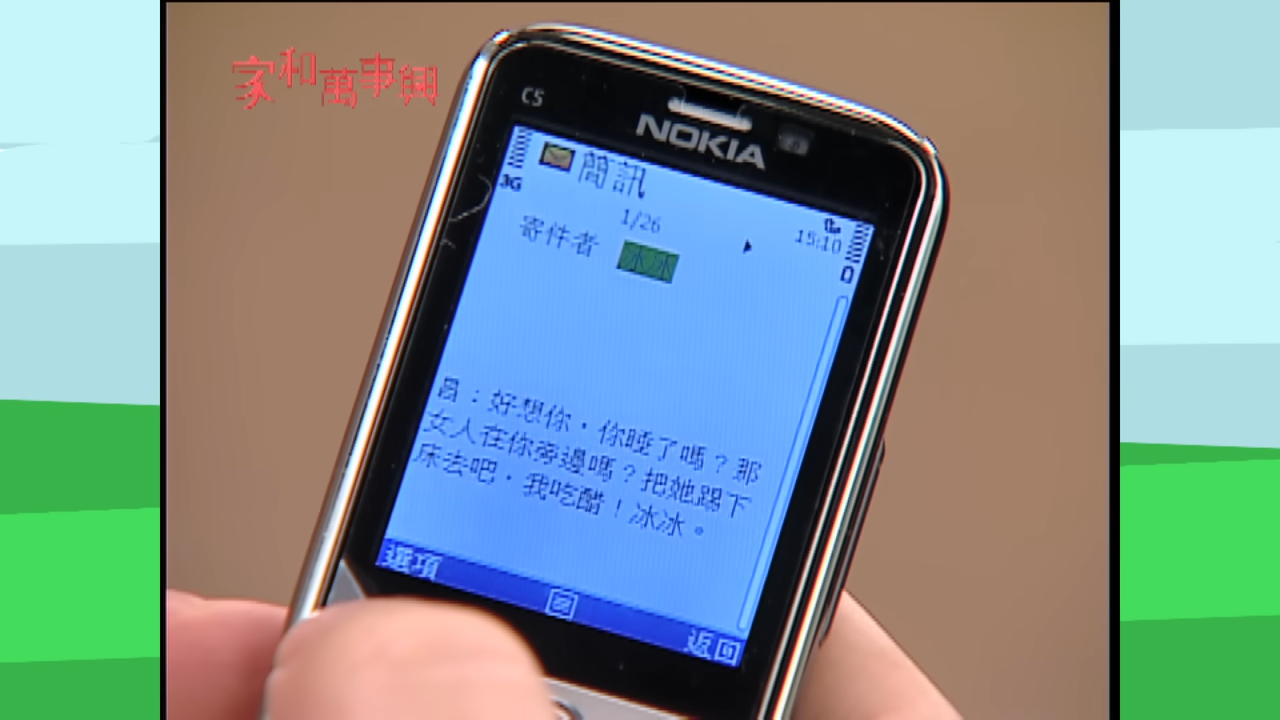 家和萬事興
C5
NOKIA
簡訊
3G
1/26
15:10
寄件者 冰冰
昌：好想你，你睡了嗎？那
女人在你旁邊嗎？把她踢下
床去吧，我吃醋！冰冰。
選項
返回